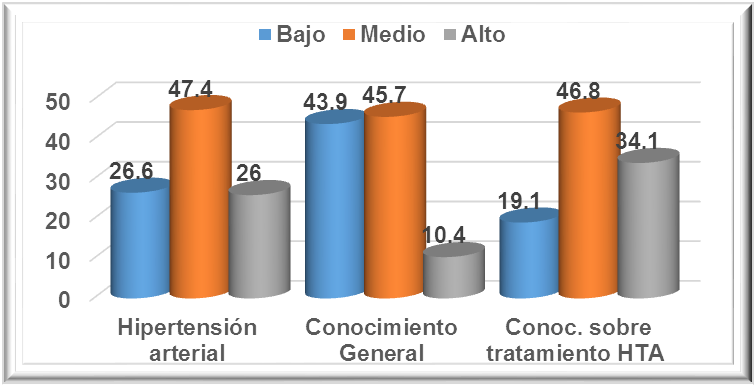 Bajo Medio Alto
50
40
30
20
10
0
26.6 47.4 26
43.9 45.7 10.4
19.1 46.8 34.1
Hipertensión
arterial
Conocimiento
General
Conoc. sobre
tratamiento HTA